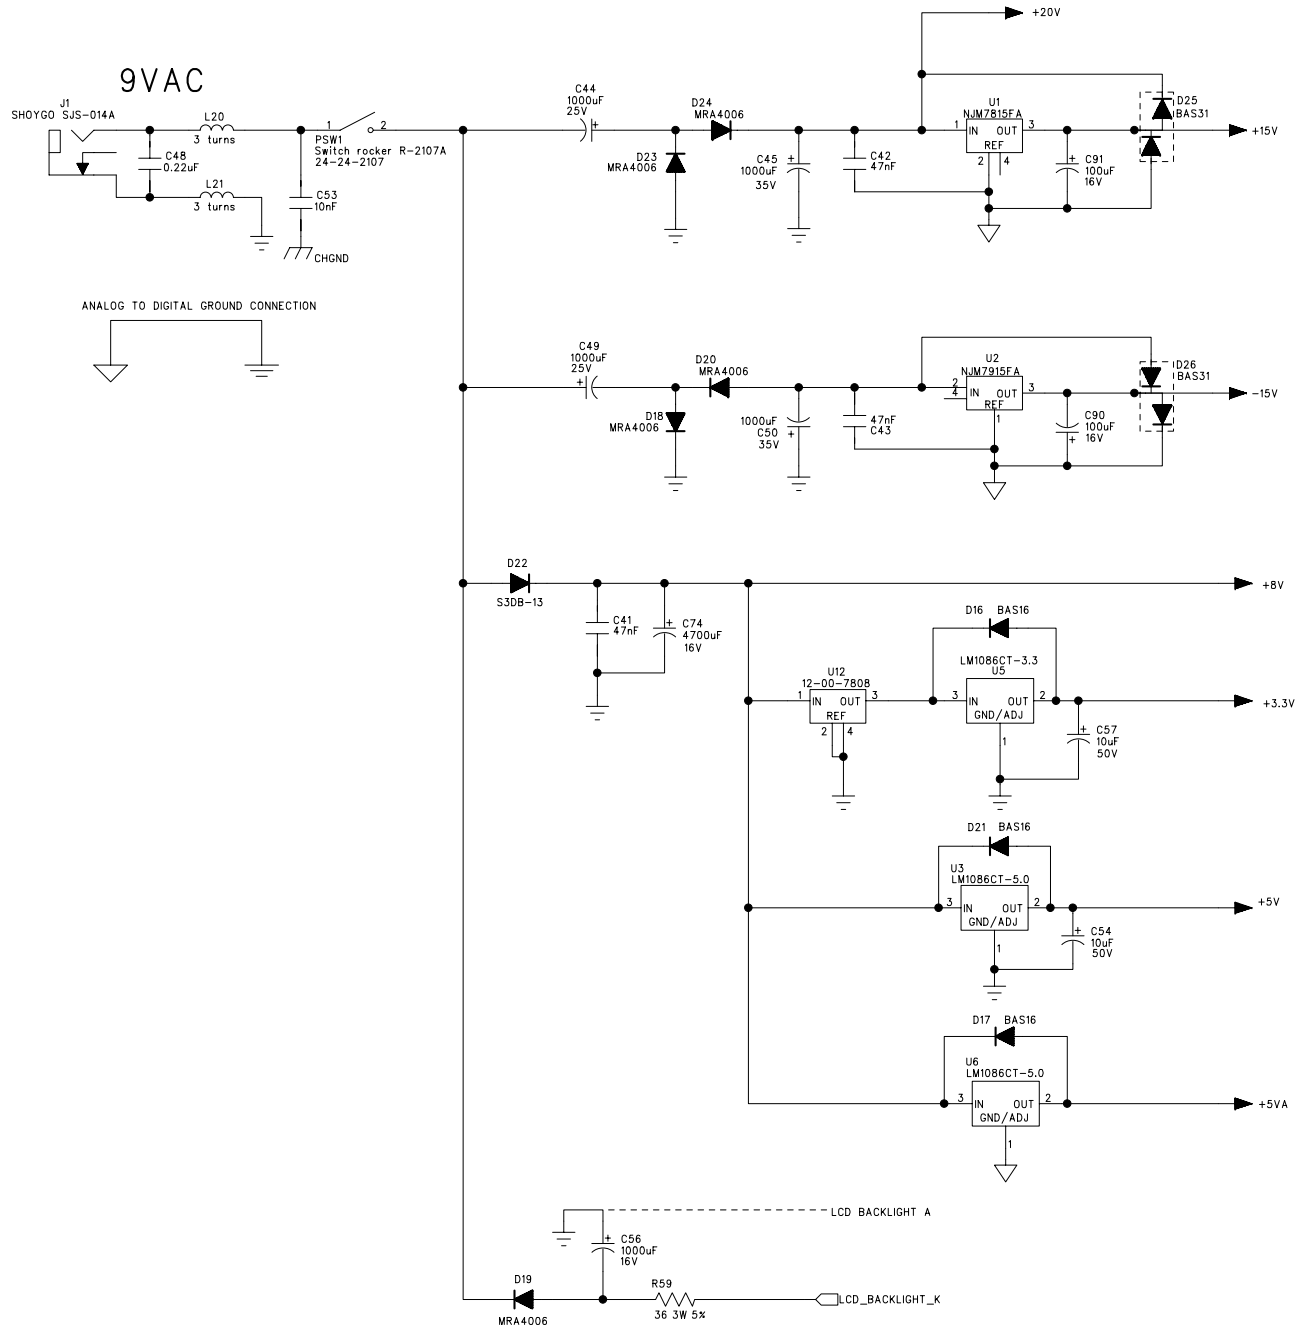 +20V
9VAC
J1
SHOYGO SJS-014A
L20
3 turns
C48
0.22uF
L21
3 turns
1
2
PSW1
Switch rocker R-2107A
24-24-2107
C53
10nF
CHGND
C44
1000uF
25V
+
D24
MRA4006
D23
MRA4006
+
C45
1000uF
35V
C42
47nF
U1
NJM7815FA
1
IN
OUT
3
REF
2
4
+
C91
100uF
16V
D25
BAS31
+15V
ANALOG TO DIGITAL GROUND CONNECTION
C49
1000uF
25V
+
D20
MRA4006
D18
MRA4006
1000uF
C50
35V
+
47nF
C43
U2
NJM7915FA
2
4
IN
OUT
3
REF
1
C90
100uF
16V
+
D26
BAS31
-15V
D22
S3DB-13
+8V
C41
47nF
+
C74
4700uF
16V
D16
BAS16
LM1086CT-3.3
U5
U12
12-00-7808
1
IN
OUT
3
REF
2
4
3
IN
OUT
2
GND/ADJ
1
+3.3V
+
C57
10uF
50V
D21
BAS16
U3
LM1086CT-5.0
3
IN
OUT
2
GND/ADJ
1
+5V
+
C54
10uF
50V
D17
BAS16
U6
LM1086CT-5.0
3
IN
OUT
2
GND/ADJ
1
+5VA
LCD BACKLIGHT A
+
C56
1000uF
16V
D19
MRA4006
R59
36 3W 5%
LCD_BACKLIGHT_K